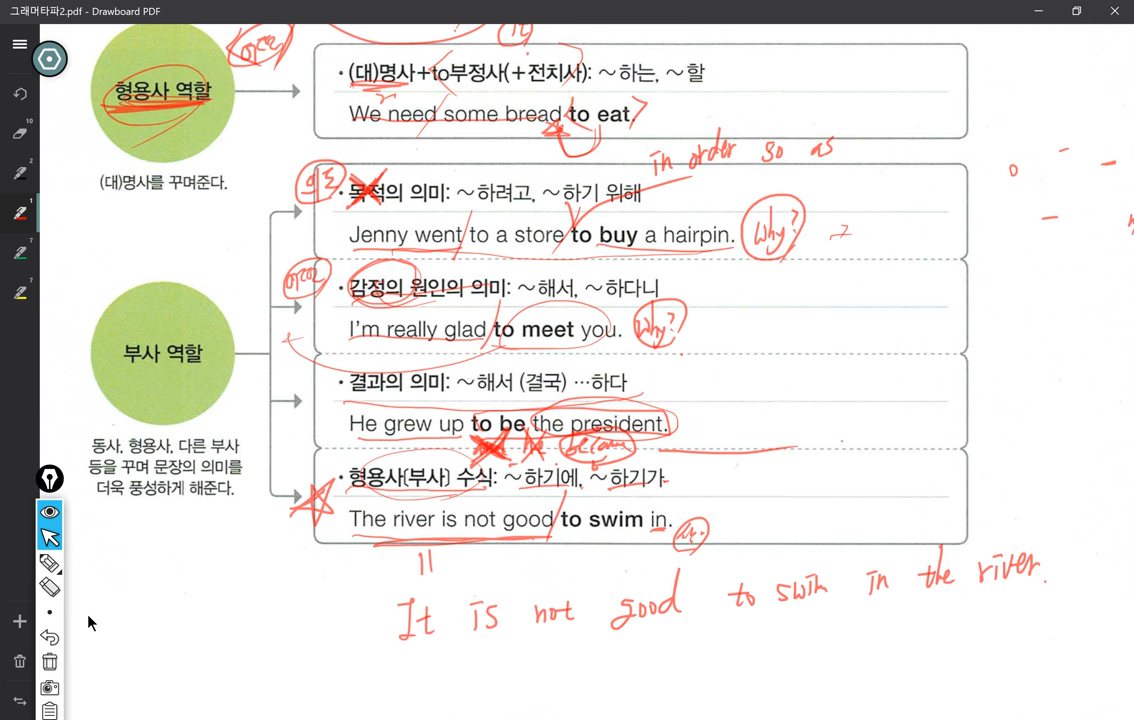 그래머타파2.pdf - Drawboard PDF
형용사 역할
(대)명사를 꾸며준다.
· (대)명사+to부정사(+전치사): ~하는, ~할
We need some bread to eat.
in order so as
의도
· 목적의 의미: ~하려고, ~하기 위해
Jenny went to a store to buy a hairpin.
Why?
· 감정의 원인의 의미: ~해서, ~하다니
I'm really glad to meet you.
Why?
부사 역할
동사, 형용사, 다른 부사
등을 꾸며 문장의 의미를
더욱 풍성하게 해준다.
· 결과의 의미: ~해서 (결국) …하다
He grew up to be the president.
became
· 형용사(부사) 수식: ~하기에, ~하기가
The river is not good to swim in.
It is not good to swim in the river.
10
2
1
7
7